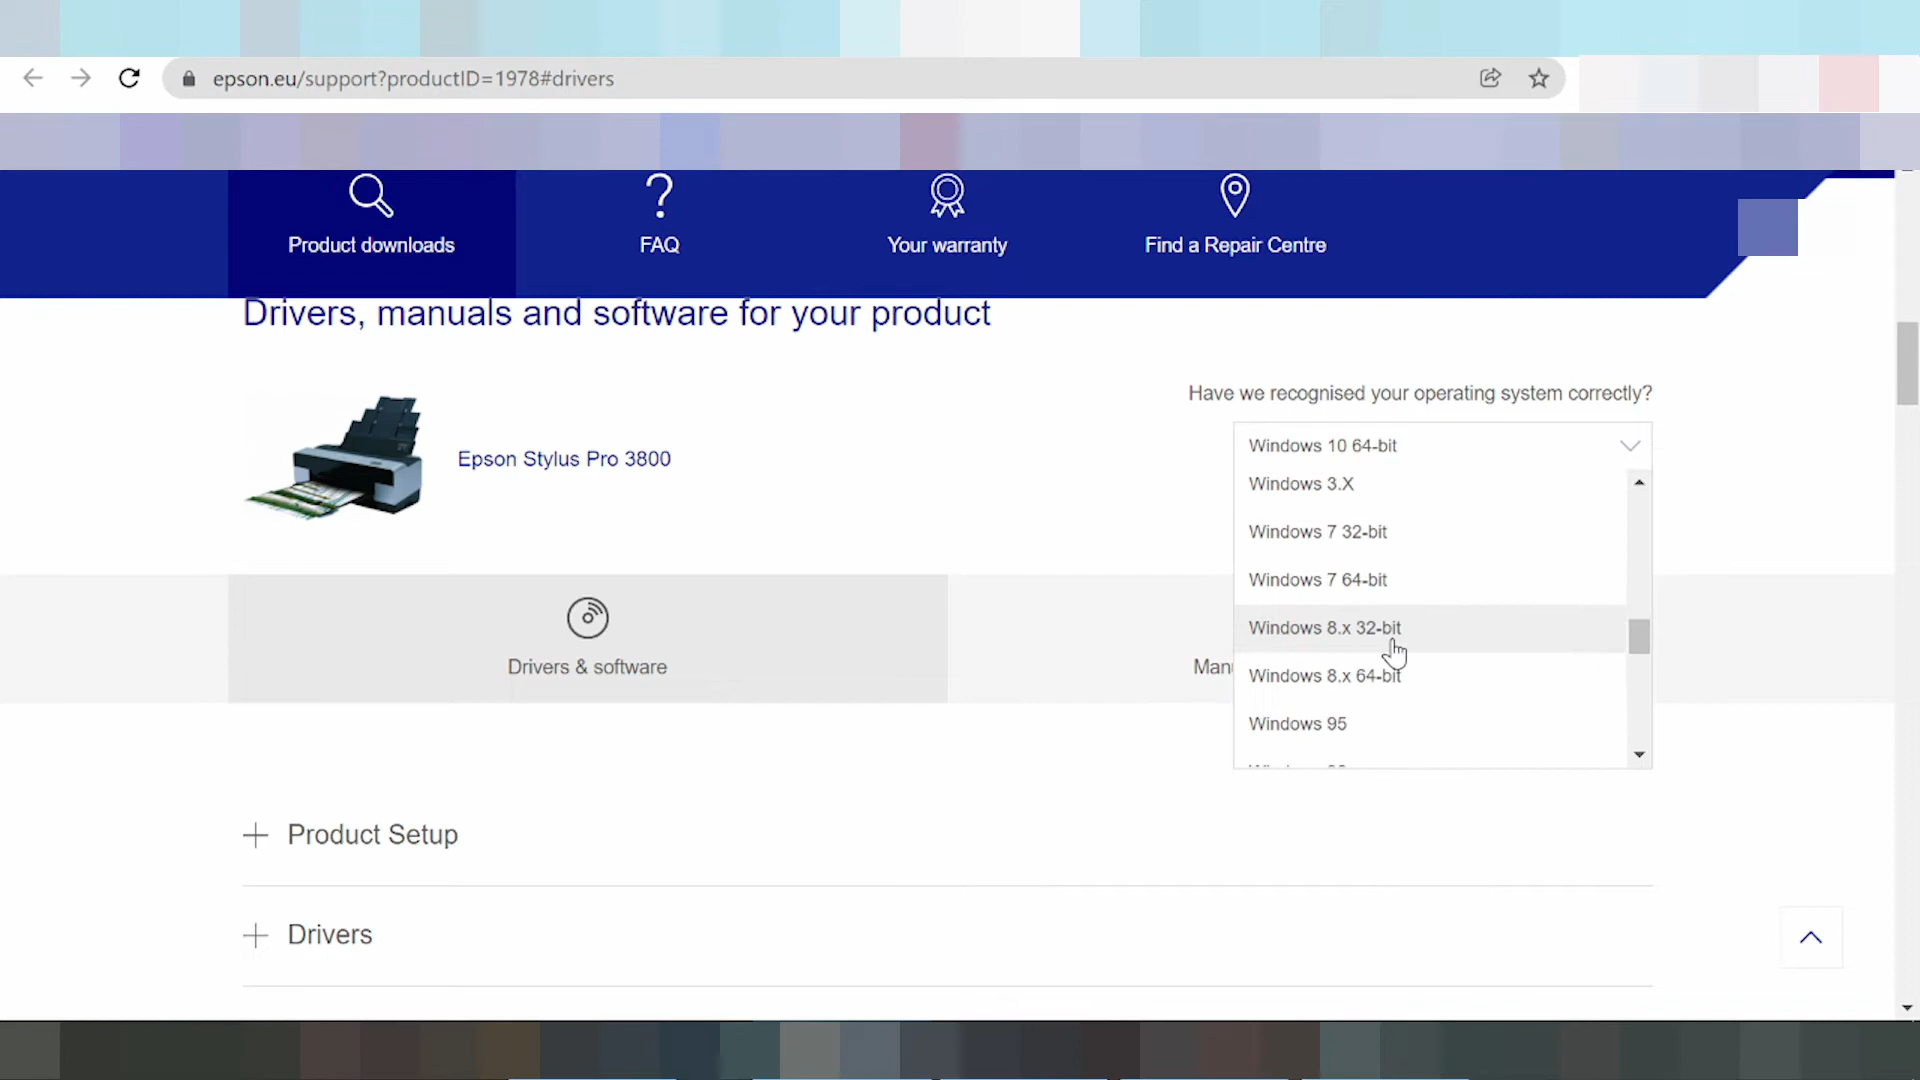 epson.eu/support?productID=1978#drivers
Product downloads
FAQ
Your warranty
Find a Repair Centre
Drivers, manuals and software for your product
Have we recognised your operating system correctly?
Epson Stylus Pro 3800
Windows 10 64-bit
Windows 3.X
Windows 7 32-bit
Windows 7 64-bit
Windows 8.x 32-bit
Windows 8.x 64-bit
Windows 95
Drivers & software
Product Setup
Drivers